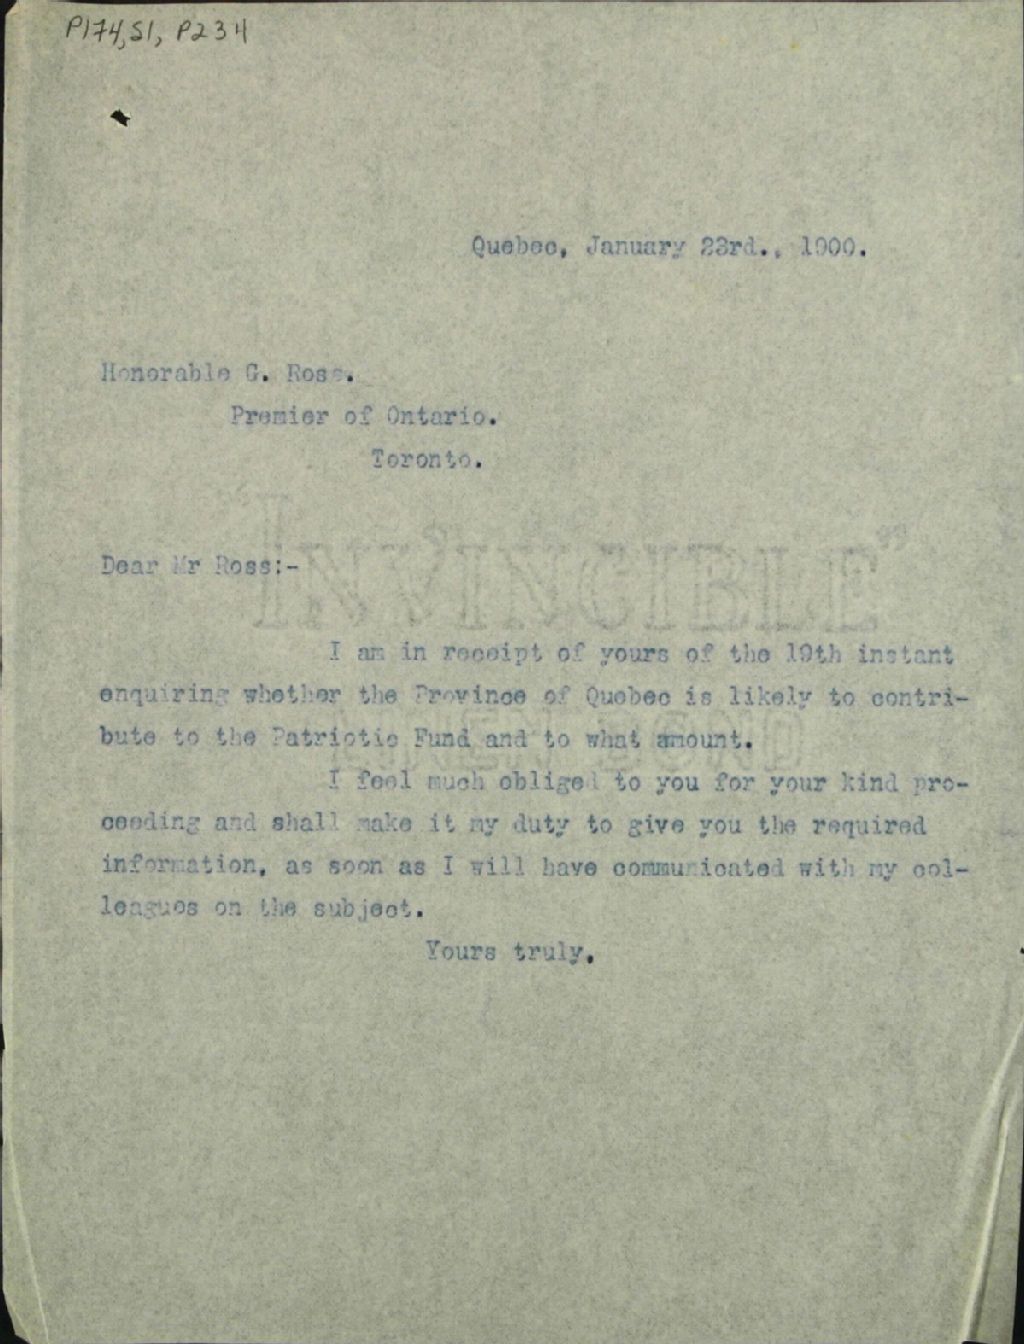 P174,S1, P234
Quebec, January 23rd., 1900.
Honorable G. Ross.
Premier of Ontario.
Toronto.
"INVINCIBLE"
Dear Mr Ross:-
I am in receipt of yours of the 19th instant
enquiring whether the Province of Quebec is likely to contri-
LINEN BOND
bute to the Patriotic Fund and to what amount.
I feel much obliged to you for your kind pro-
ceeding and shall make it my duty to give you the required
information, as soon as I will have communicated with my col-
leagues on the subject.
Yours truly.